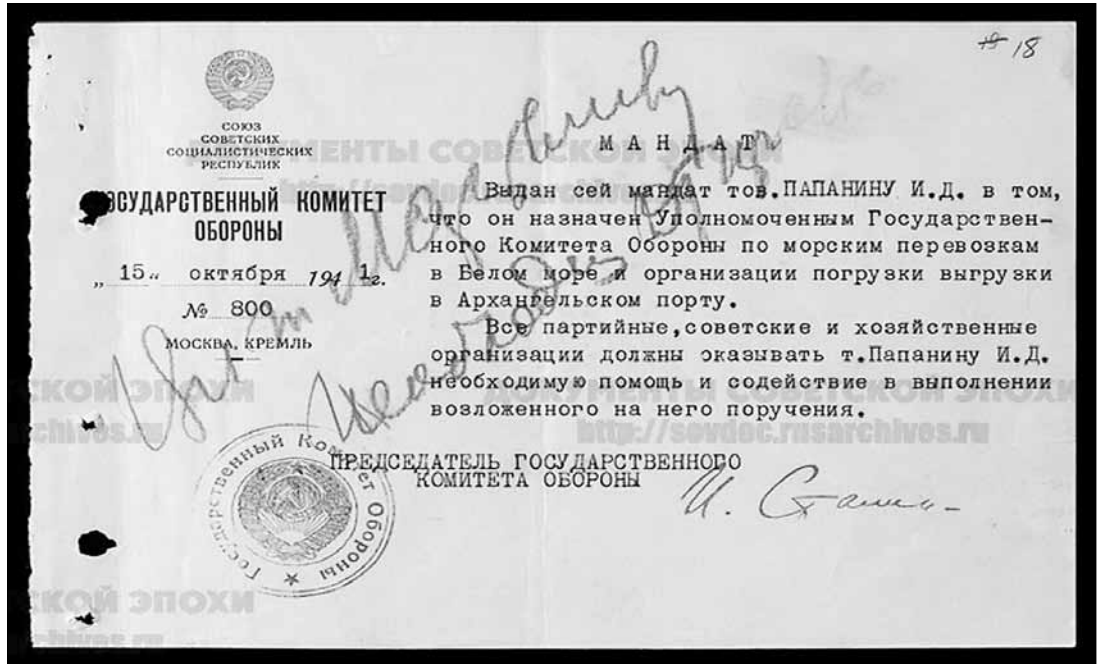 18
СОЮЗ
СОВЕТСКИХ
СОЦИАЛИСТИЧЕСКИХ
РЕСПУБЛИК
ГОСУДАРСТВЕННЫЙ КОМИТЕТ
ОБОРОНЫ
„ 15 „ октября 194 1 г.
№ 800
МОСКВА, КРЕМЛЬ
МАНДАТ
Выдан сей мандат тов.ПАПАНИНУ И.Д. в том,
что он назначен Уполномоченным Государствен-
ного Комитета Обороны по морским перевозкам
в Белом море и организации погрузки выгрузки
в Архангельском порту.
Все партийные,советские и хозяйственные
организации должны оказывать т.Папанину И.Д.
необходимую помощь и содействие в выполнении
возложенного на него поручения.
ПРЕДСЕДАТЕЛЬ ГОСУДАРСТВЕННОГО
КОМИТЕТА ОБОРОНЫ
И. Сталин
Государственный Комитет Обороны
ДОКУМЕНТЫ СОВЕТСКОЙ ЭПОХИ
http://sovdoc.rusarchives.ru